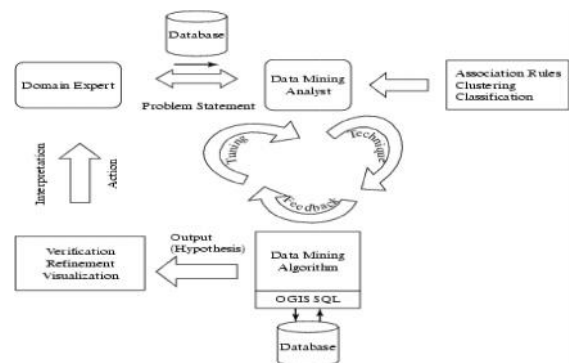 Database
Domain Expert
Problem Statement
Data Mining
Analyst
Association Rules
Clustering
Classification
Tuning
Technique
Feedback
Interpretation
Action
Verification
Refinement
Visualization
Output
(Hypothesis)
Data Mining
Algorithm
OGIS SQL
Database